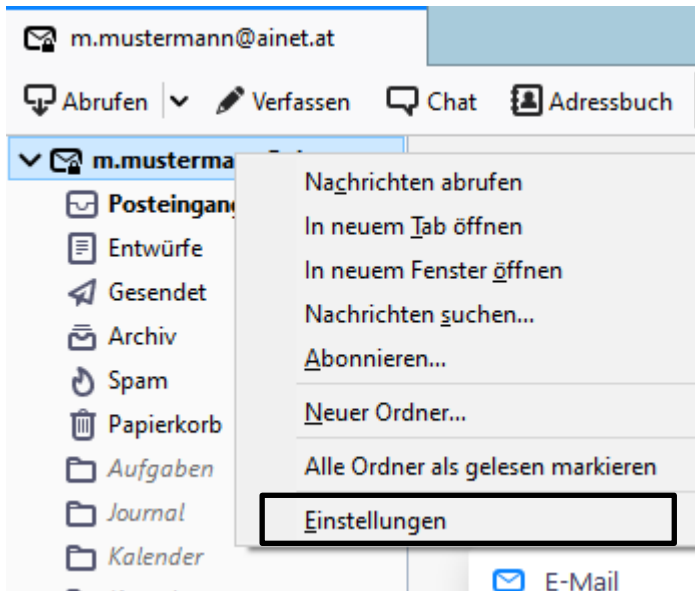 m.mustermann@ainet.at
Abrufen Verfassen Chat Adressbuch
m.musterma
Posteingang
Entwürfe
Gesendet
Archiv
Spam
Papierkorb
Aufgaben
Journal
Kalender
Nachrichten abrufen
In neuem Tab öffnen
In neuem Fenster öffnen
Nachrichten suchen...
Abonnieren...
Neuer Ordner...
Alle Ordner als gelesen markieren
Einstellungen
E-Mail